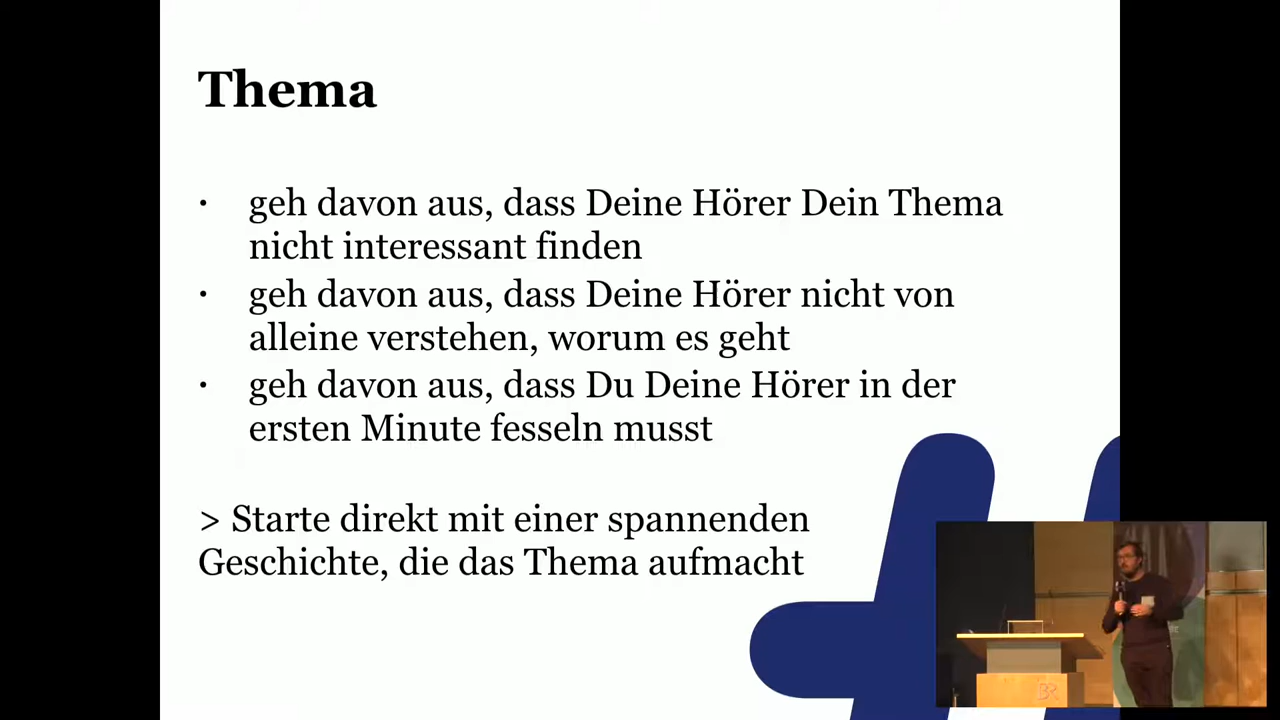 Thema
• geh davon aus, dass Deine Hörer Dein Thema
nicht interessant finden
• geh davon aus, dass Deine Hörer nicht von
alleine verstehen, worum es geht
• geh davon aus, dass Du Deine Hörer in der
ersten Minute fesseln musst
> Starte direkt mit einer spannenden
Geschichte, die das Thema aufmacht
BR